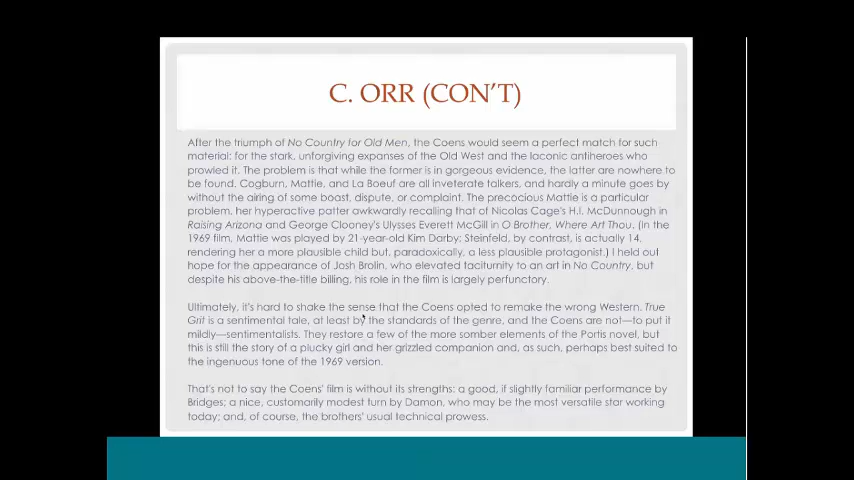 C. ORR (CON'T)
After the triumph of No Country for Old Men, the Coens would seem a perfect match for such
material: for the stark, unforgiving expanses of the Old West and the laconic antiheroes who
prowled it. The problem is that while the former is in gorgeous evidence, the latter are nowhere to
be found. Cogburn, Mattie, and La Boeuf are all inveterate talkers, and hardly a minute goes by
without the airing of some boast, dispute, or complaint. The precocious Mattie is a particular
problem, her hyperactive patter awkwardly recalling that of Nicolas Cage's H.I. McDunnough in
Raising Arizona and George Clooney's Ulysses Everett McGill in O Brother, Where Art Thou. (In the
1969 film, Mattie was played by 21-year-old Kim Darby; Steinfeld, by contrast, is actually 14,
rendering her a more plausible child but, paradoxically, a less plausible protagonist.) I held out
hope for the appearance of Josh Brolin, who elevated taciturnity to an art in No Country, but
despite his above-the-title billing, his role in the film is largely perfunctory.
Ultimately, it's hard to shake the sense that the Coens opted to remake the wrong Western. True
Grit is a sentimental tale, at least by the standards of the genre, and the Coens are not—to put it
mildly—sentimentalists. They restore a few of the more somber elements of the Portis novel, but
this is still the story of a plucky girl and her grizzled companion and, as such, perhaps best suited to
the ingenuous tone of the 1969 version.
That's not to say the Coens' film is without its strengths: a good, if slightly familiar performance by
Bridges; a nice, customarily modest turn by Damon, who may be the most versatile star working
today; and, of course, the brothers' usual technical prowess.